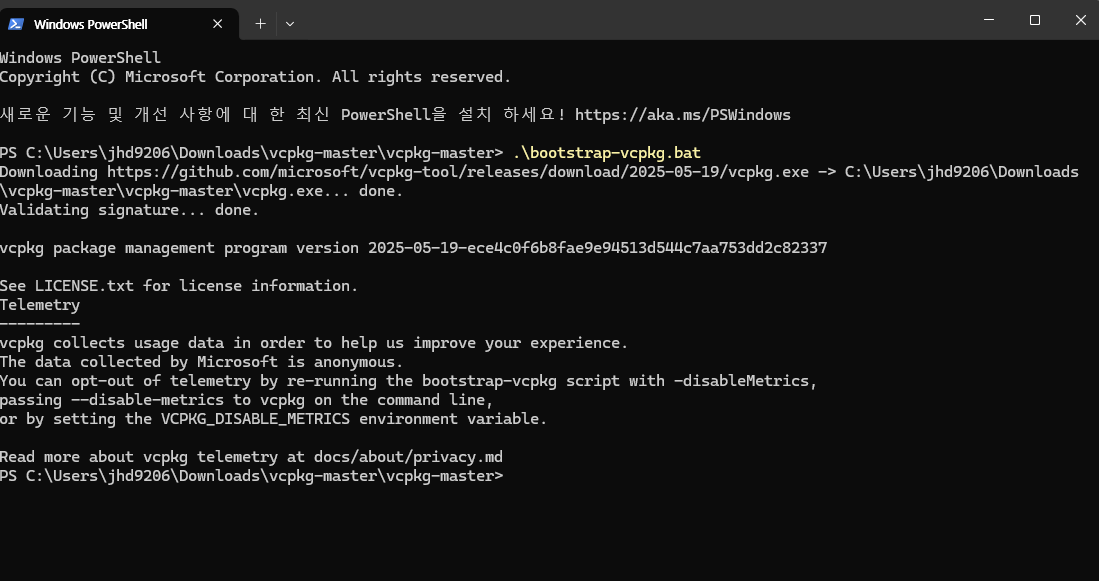 Windows PowerShell
Windows PowerShell
Copyright (C) Microsoft Corporation. All rights reserved.
새로운 기능 및 개선 사항에 대 한 최신 PowerShell을 설치 하세요! https://aka.ms/PSWindows
PS C:\Users\jhd9206\Downloads\vcpkg-master\vcpkg-master> .\bootstrap-vcpkg.bat
Downloading https://github.com/microsoft/vcpkg-tool/releases/download/2025-05-19/vcpkg.exe -> C:\Users\jhd9206\Downloads
\vcpkg-master\vcpkg-master\vcpkg.exe... done.
Validating signature... done.
vcpkg package management program version 2025-05-19-ece4c0f6b8fae9e94513d544c7aa753dd2c82337
See LICENSE.txt for license information.
Telemetry
---------
vcpkg collects usage data in order to help us improve your experience.
The data collected by Microsoft is anonymous.
You can opt-out of telemetry by re-running the bootstrap-vcpkg script with -disableMetrics,
passing --disable-metrics to vcpkg on the command line,
or by setting the VCPKG_DISABLE_METRICS environment variable.
Read more about vcpkg telemetry at docs/about/privacy.md
PS C:\Users\jhd9206\Downloads\vcpkg-master\vcpkg-master>